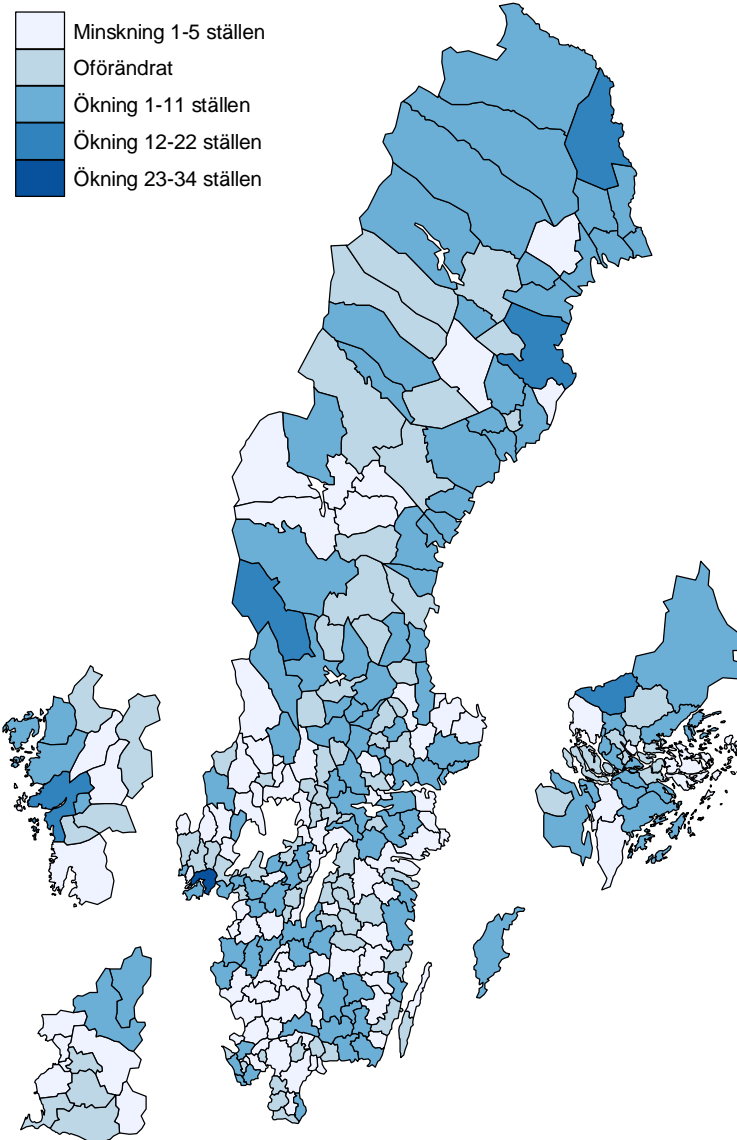 Minskning 1-5 ställen
Oförändrat
Ökning 1-11 ställen
Ökning 12-22 ställen
Ökning 23-34 ställen